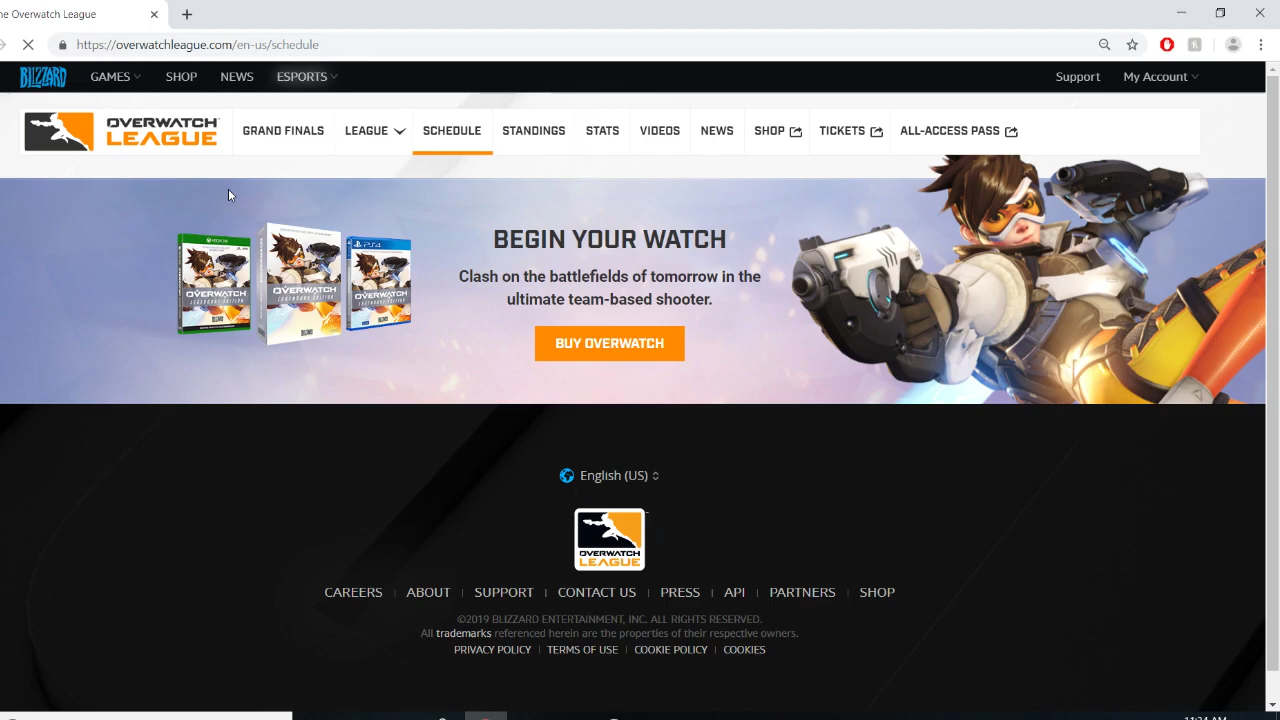 he Overwatch League
https://overwatchleague.com/en-us/schedule
BLIZZARD GAMES SHOP NEWS ESPORTS Support My Account
OVERWATCH LEAGUE GRAND FINALS LEAGUE SCHEDULE STANDINGS STATS VIDEOS NEWS SHOP TICKETS ALL-ACCESS PASS
BEGIN YOUR WATCH
Clash on the battlefields of tomorrow in the
ultimate team-based shooter.
BUY OVERWATCH
XBOX ONE
PS4
OVERWATCH OVERWATCH OVERWATCH
LEGENDARY EDITION LEGENDARY EDITION LEGENDARY EDITION
English (US)
OVERWATCH
LEAGUE
CAREERS | ABOUT | SUPPORT | CONTACT US | PRESS | API | PARTNERS | SHOP
©2019 BLIZZARD ENTERTAINMENT, INC. ALL RIGHTS RESERVED.
All trademarks referenced herein are the properties of their respective owners.
PRIVACY POLICY | TERMS OF USE | COOKIE POLICY | COOKIES